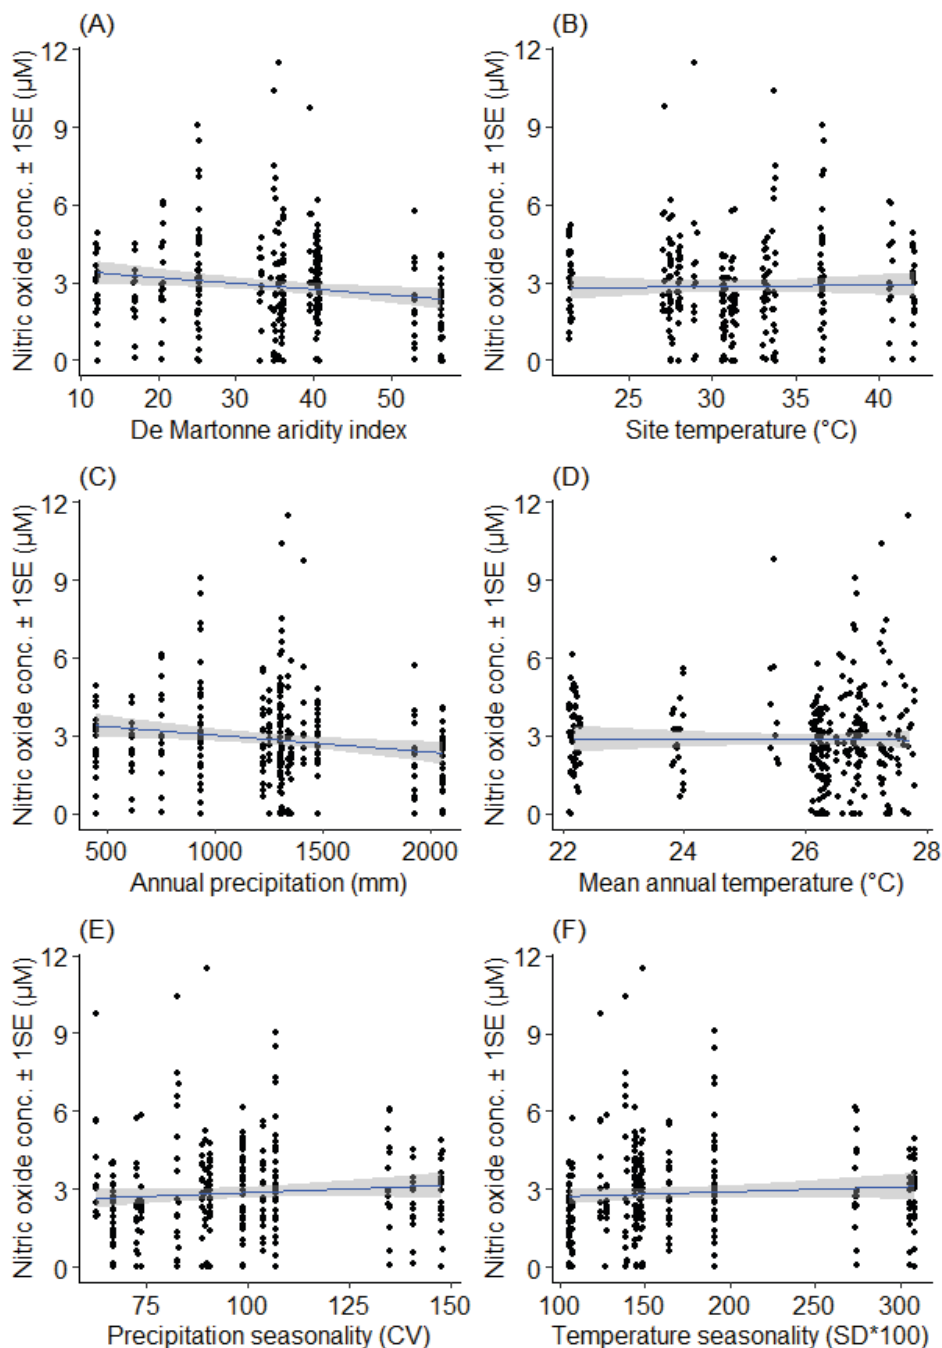 (A)
Nitric oxide conc. ± 1SE (µM)
12
9
6
3
0
10 20 30 40 50
De Martonne aridity index
(B)
Nitric oxide conc. ± 1SE (µM)
12
9
6
3
0
25 30 35 40
Site temperature (°C)
(C)
Nitric oxide conc. ± 1SE (µM)
12
9
6
3
0
500 1000 1500 2000
Annual precipitation (mm)
(D)
Nitric oxide conc. ± 1SE (µM)
12
9
6
3
0
22 24 26 28
Mean annual temperature (°C)
(E)
Nitric oxide conc. ± 1SE (µM)
12
9
6
3
0
75 100 125 150
Precipitation seasonality (CV)
(F)
Nitric oxide conc. ± 1SE (µM)
12
9
6
3
0
100 150 200 250 300
Temperature seasonality (SD*100)